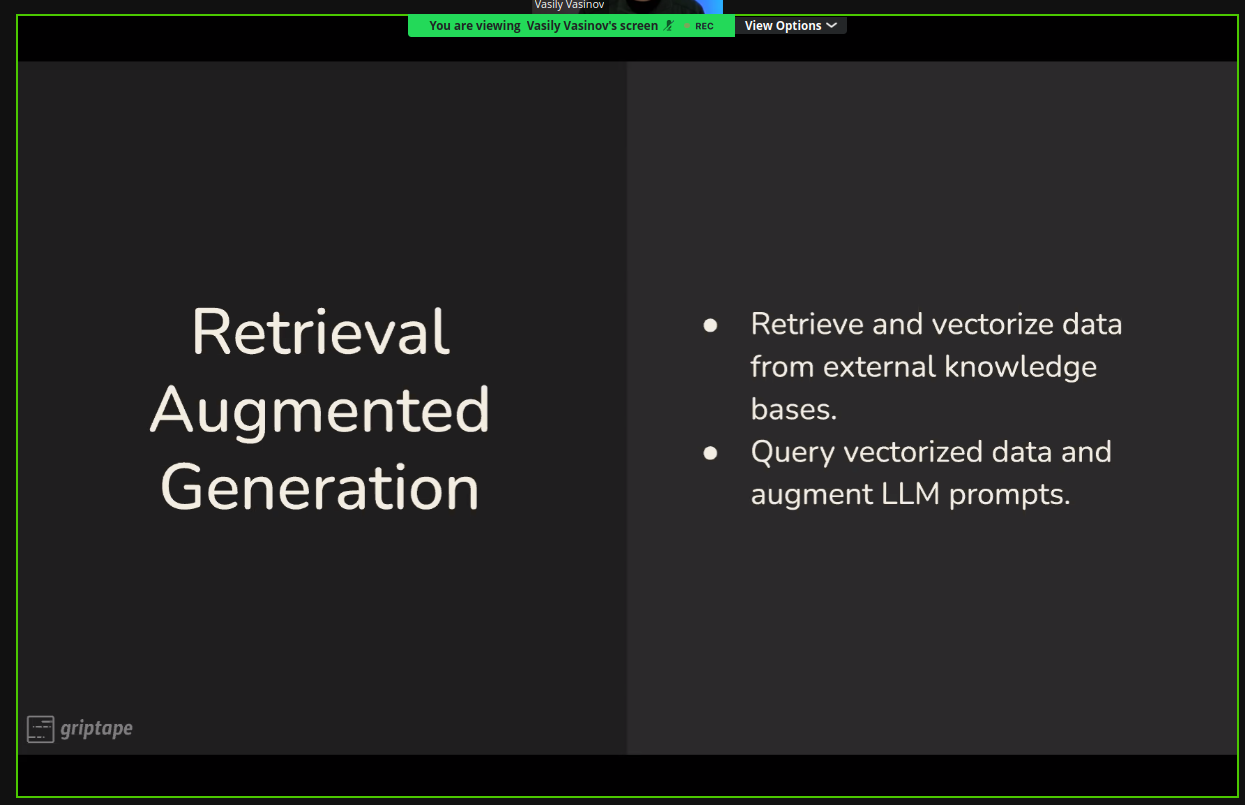 Vasily Vasinov
You are viewing Vasily Vasinov's screen REC View Options
Retrieval
Augmented
Generation
● Retrieve and vectorize data
from external knowledge
bases.
● Query vectorized data and
augment LLM prompts.
griptape